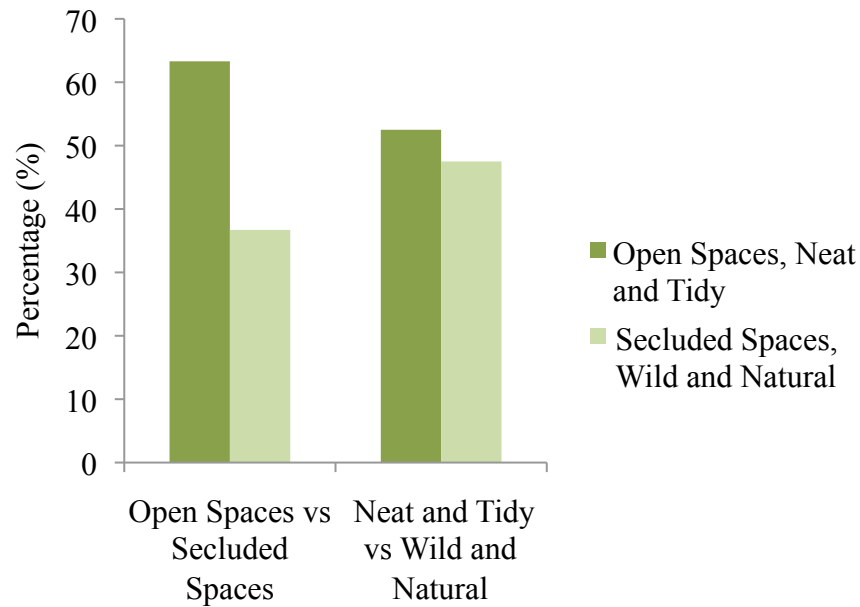 70
60
50
40
30
20
10
0
Percentage (%)
Open Spaces vs
Secluded
Spaces
Neat and Tidy
vs Wild and
Natural
Open Spaces, Neat
and Tidy
Secluded Spaces,
Wild and Natural